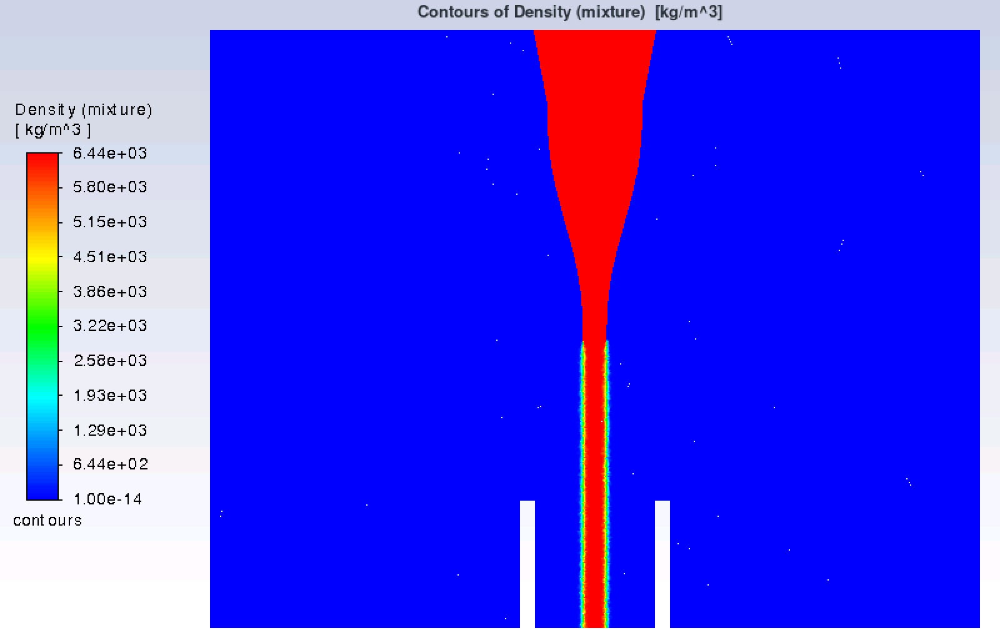 Contours of Density (mixture) [kg/m^3]
Density (mixture)
[ kg/m^3 ]
6.44e+03
5.80e+03
5.15e+03
4.51e+03
3.86e+03
3.22e+03
2.58e+03
1.93e+03
1.29e+03
6.44e+02
1.00e-14
contours